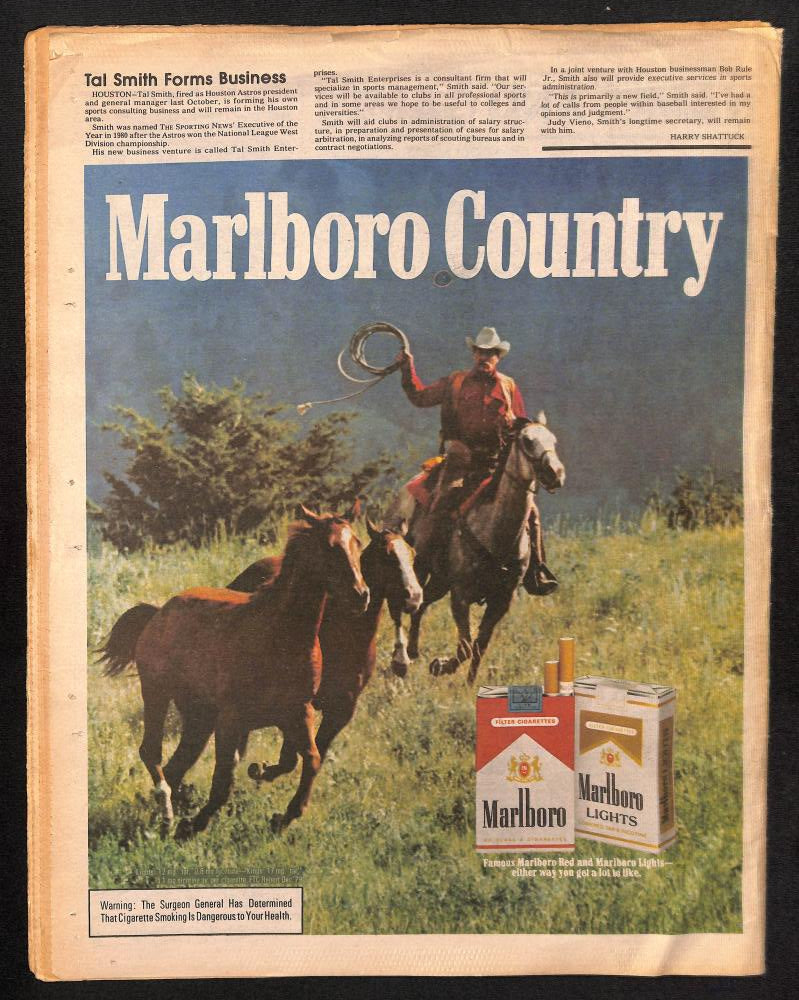 Tal Smith Forms Business
HOUSTON—Tal Smith, fired as Houston Astros president
and general manager last October, is forming his own
sports consulting business and will remain in the Houston
area.
Smith was named THE SPORTING NEWS' Executive of the
Year in 1980 after the Astros won the National League West
Division championship.
His new business venture is called Tal Smith Enter-
prises.
"Tal Smith Enterprises is a consultant firm that will
specialize in sports management," Smith said. "Our ser-
vices will be available to clubs in all professional sports
and in some areas we hope to be useful to colleges and
universities."
Smith will aid clubs in administration of salary struc-
ture, in preparation and presentation of cases for salary
arbitration, in analyzing reports of scouting bureaus and in
contract negotiations.
In a joint venture with Houston businessman Bob Rule
Jr., Smith also will provide executive services in sports
administration.
"This is primarily a new field," Smith said. "I've had a
lot of calls from people within baseball interested in my
opinions and judgment."
Judy Vieno, Smith's longtime secretary, will remain
with him.
HARRY SHATTUCK
Marlboro Country
FILTER CIGARETTES
Marlboro
Marlboro
LIGHTS
Famous Marlboro Red and Marlboro Lights—
either way you get a lot to like.
Warning: The Surgeon General Has Determined
That Cigarette Smoking Is Dangerous to Your Health.